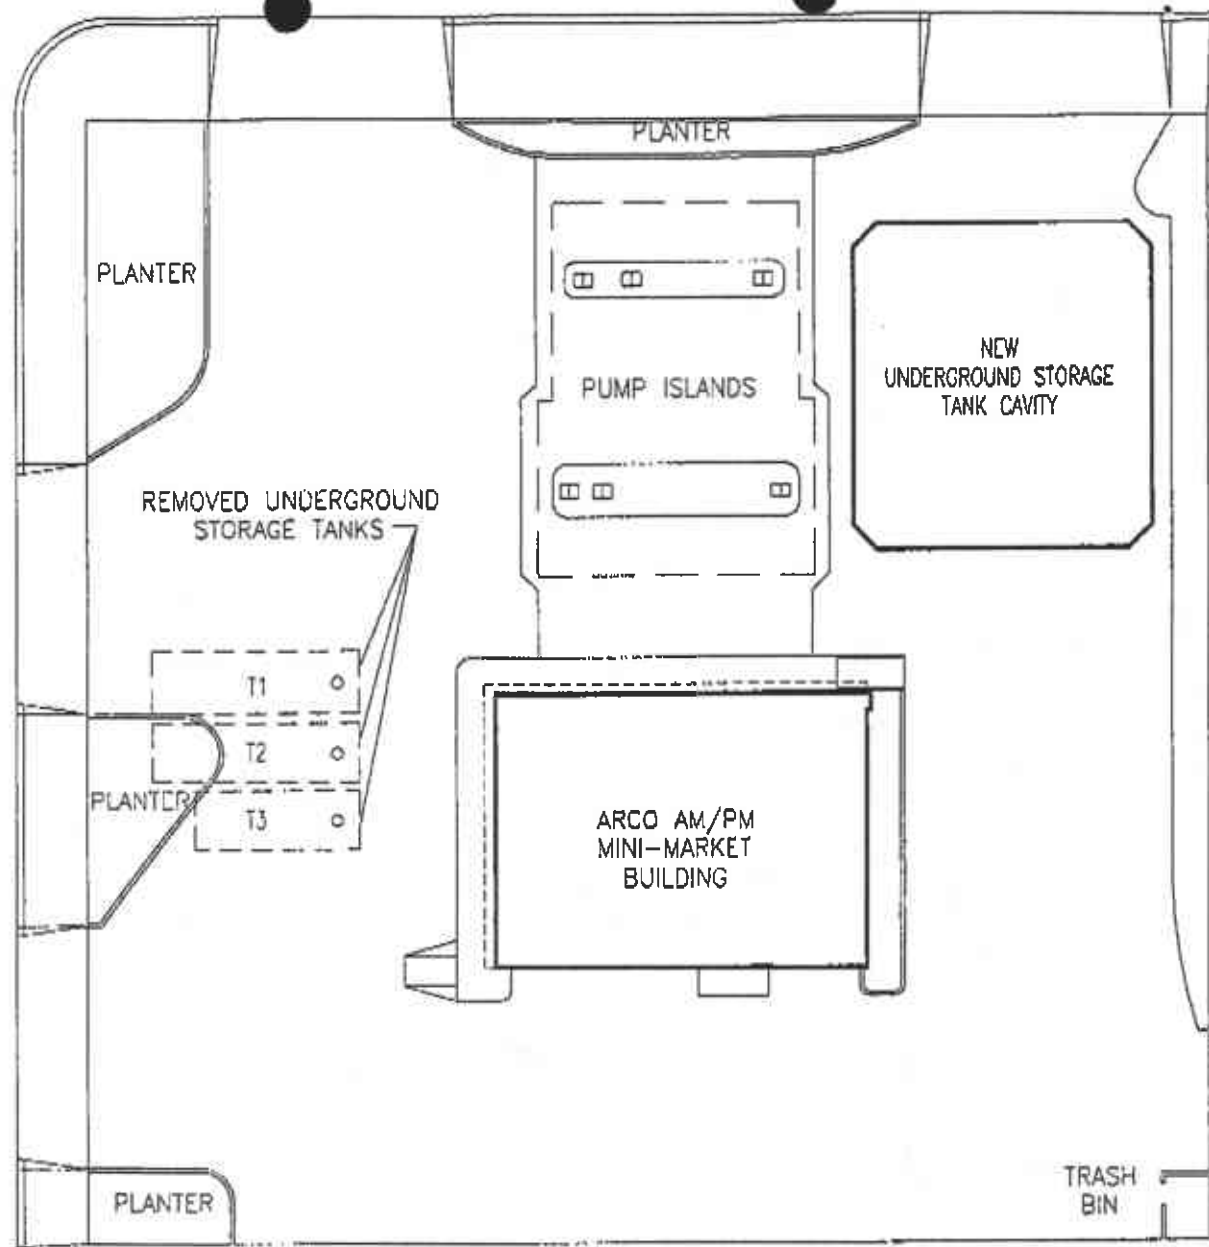 PLANTER
PLANTER
NEW
UNDERGROUND STORAGE
TANK CAVITY
PUMP ISLANDS
REMOVED UNDERGROUND
STORAGE TANKS
T1
T2
PLANTER
T3
ARCO AM/PM
MINI-MARKET
BUILDING
TRASH
BIN
PLANTER